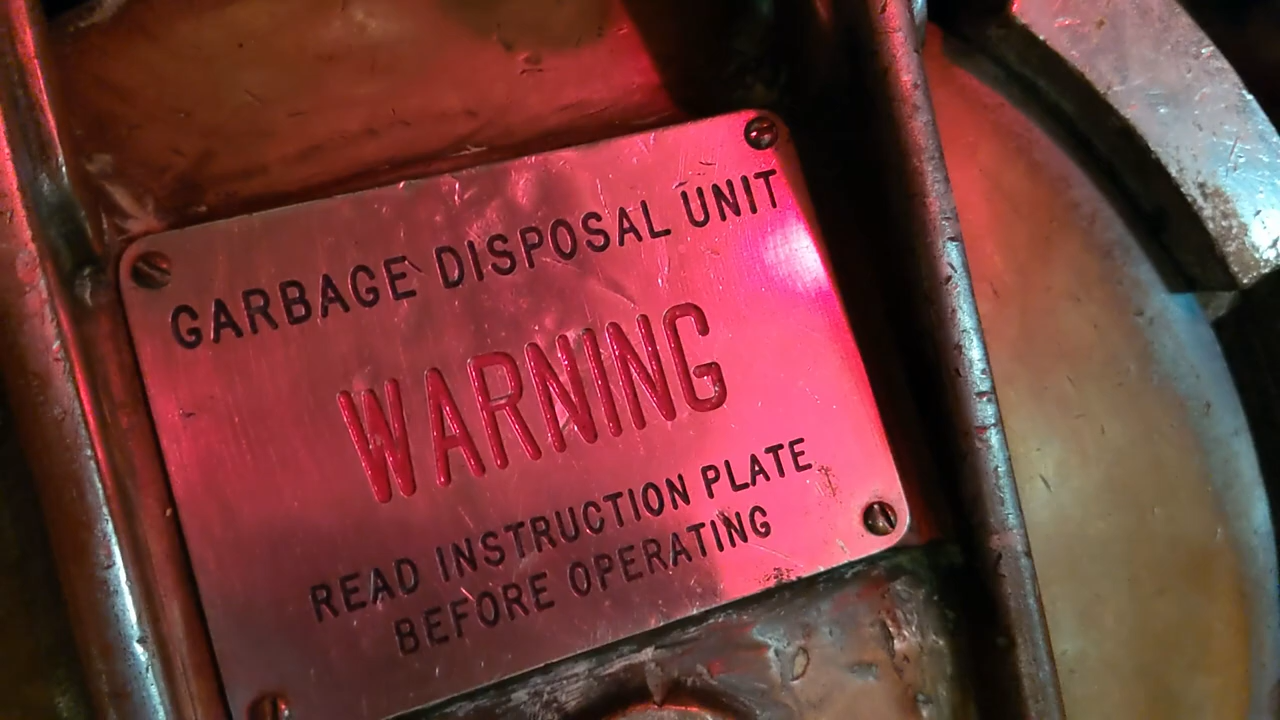 GARBAGE DISPOSAL UNIT
WARNING
READ INSTRUCTION PLATE
BEFORE OPERATING